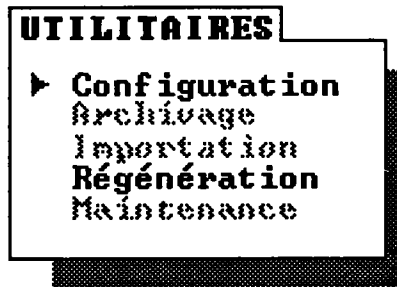 UTILITAIRES
Configuration
Archivage
Importation
Régénération
Maintenance